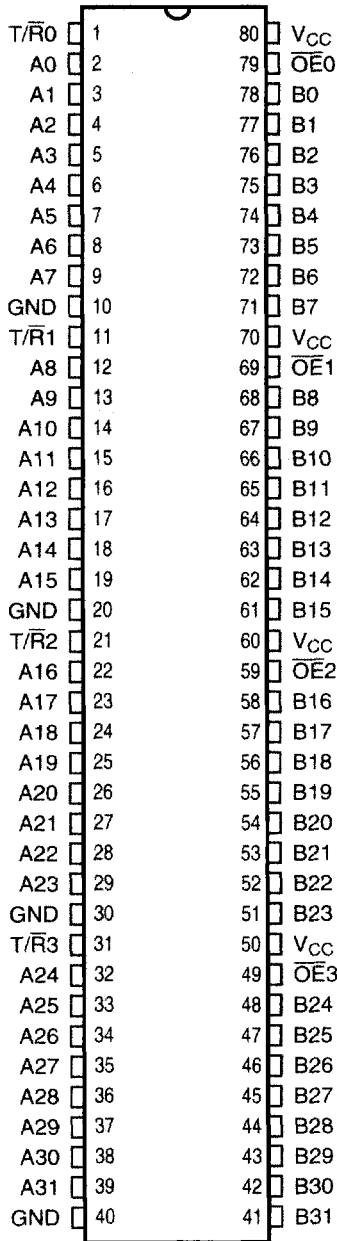 T/R̅0 1 80 VCC
A0 2 79 O̅E̅0
A1 3 78 B0
A2 4 77 B1
A3 5 76 B2
A4 6 75 B3
A5 7 74 B4
A6 8 73 B5
A7 9 72 B6
GND 10 71 B7
T/R̅1 11 70 VCC
A8 12 69 O̅E̅1
A9 13 68 B8
A10 14 67 B9
A11 15 66 B10
A12 16 65 B11
A13 17 64 B12
A14 18 63 B13
A15 19 62 B14
GND 20 61 B15
T/R̅2 21 60 VCC
A16 22 59 O̅E̅2
A17 23 58 B16
A18 24 57 B17
A19 25 56 B18
A20 26 55 B19
A21 27 54 B20
A22 28 53 B21
A23 29 52 B22
GND 30 51 B23
T/R̅3 31 50 VCC
A24 32 49 O̅E̅3
A25 33 48 B24
A26 34 47 B25
A27 35 46 B26
A28 36 45 B27
A29 37 44 B28
A30 38 43 B29
A31 39 42 B30
GND 40 41 B31